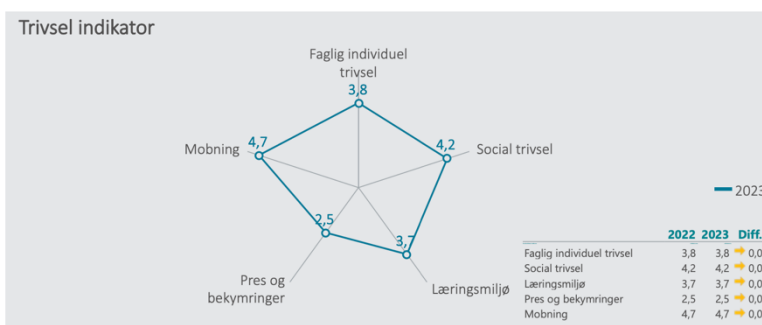 Trivsel indikator
Faglig individuel
trivsel
3,8
4,7
Mobning
4,2
Social trivsel
2,5
3,7
Pres og
bekymringer
Læringsmiljø
2023
2022 2023 Diff.
Faglig individuel trivsel 3,8 3,8 0,0
Social trivsel 4,2 4,2 0,0
Læringsmiljø 3,7 3,7 0,0
Pres og bekymringer 2,5 2,5 0,0
Mobning 4,7 4,7 0,0